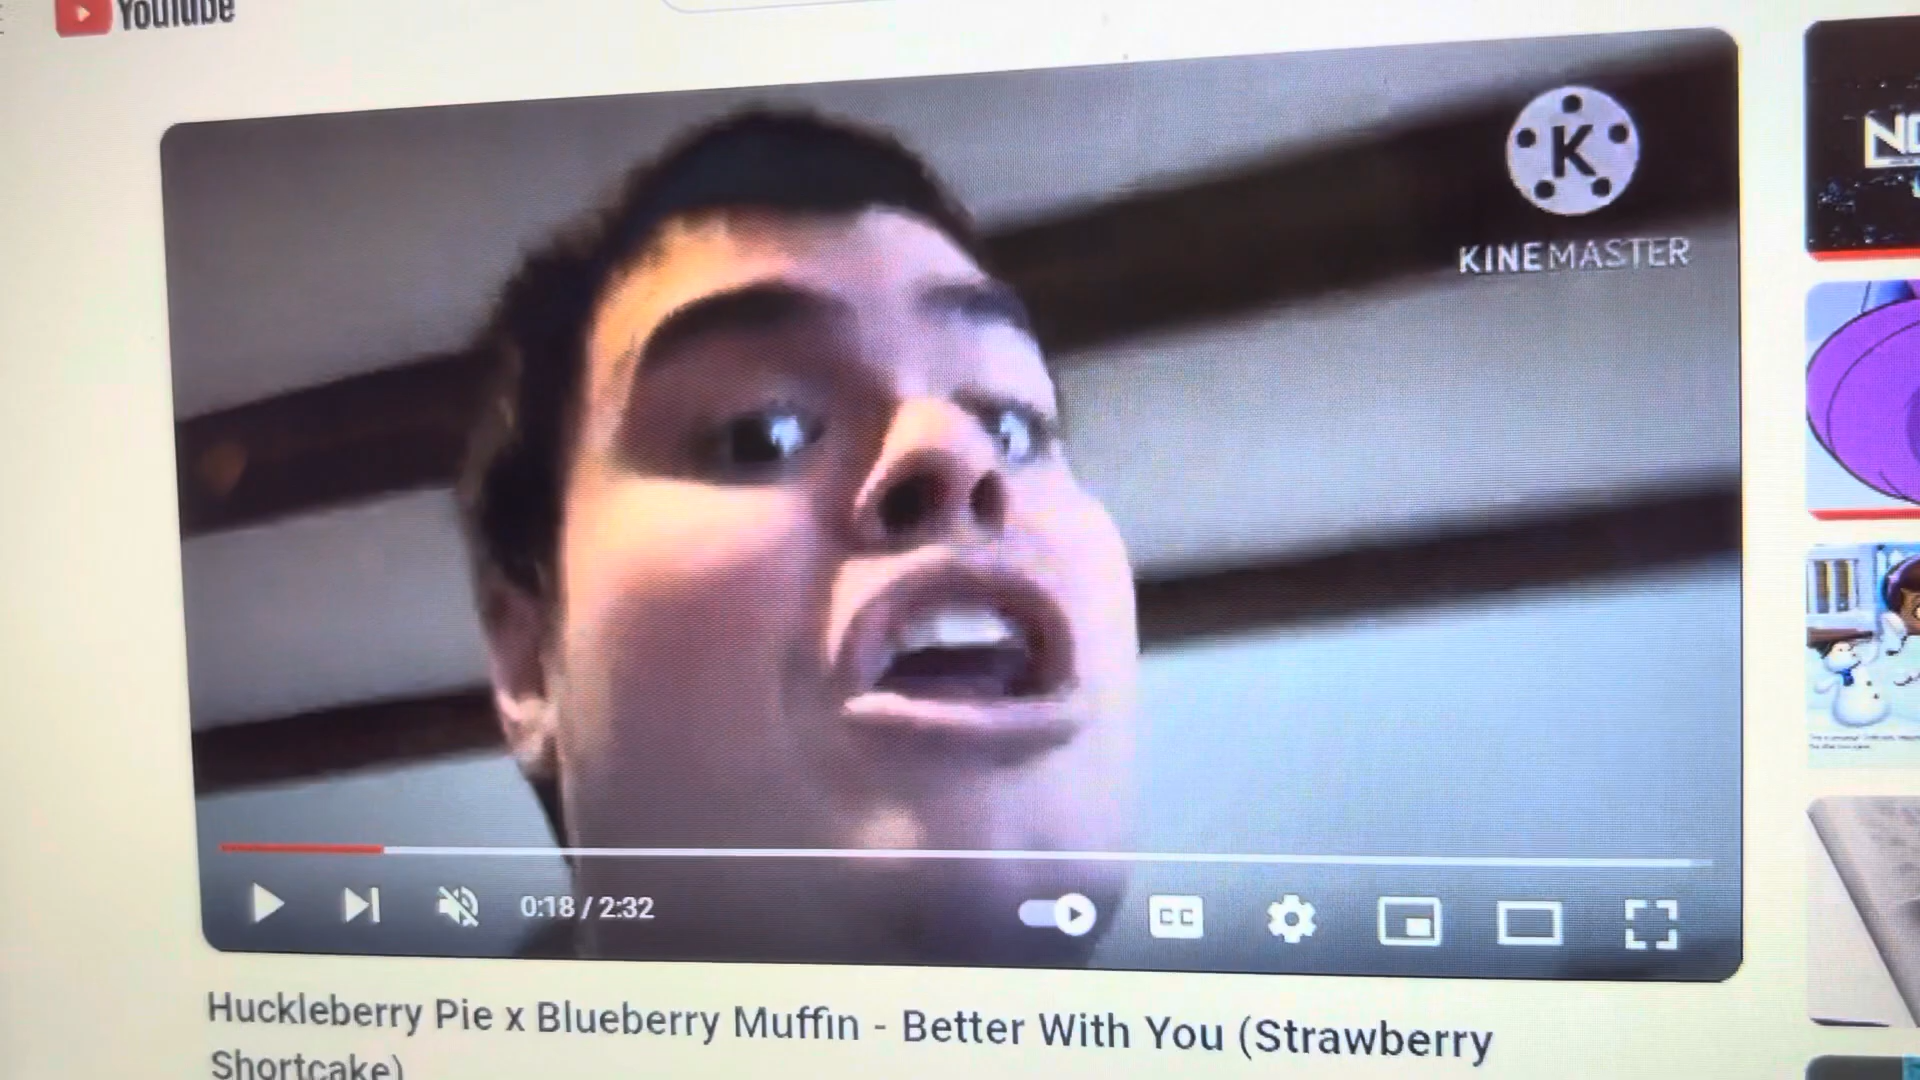 YouTube
K
KINEMASTER
0:18 / 2:32
CC
Huckleberry Pie x Blueberry Muffin - Better With You (Strawberry
Shortcake)